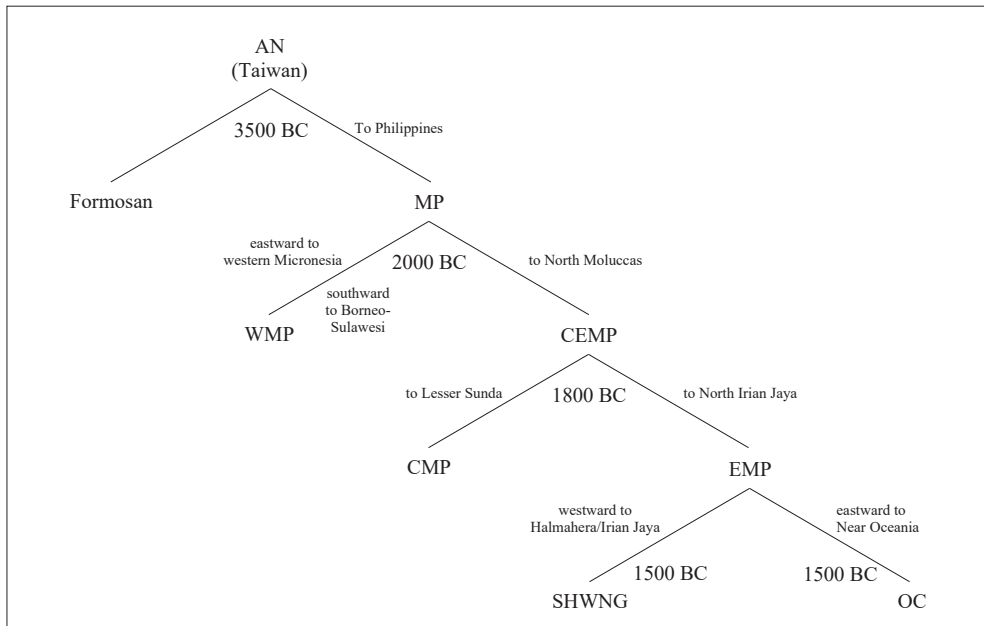 AN
(Taiwan)
3500 BC
To Philippines
Formosan
MP
eastward to
western Micronesia
2000 BC
to North Moluccas
southward
to Borneo-
Sulawesi
WMP
CEMP
to Lesser Sunda
1800 BC
to North Irian Jaya
CMP
EMP
westward to
Halmahera/Irian Jaya
eastward to
Near Oceania
1500 BC
1500 BC
SHWNG
OC